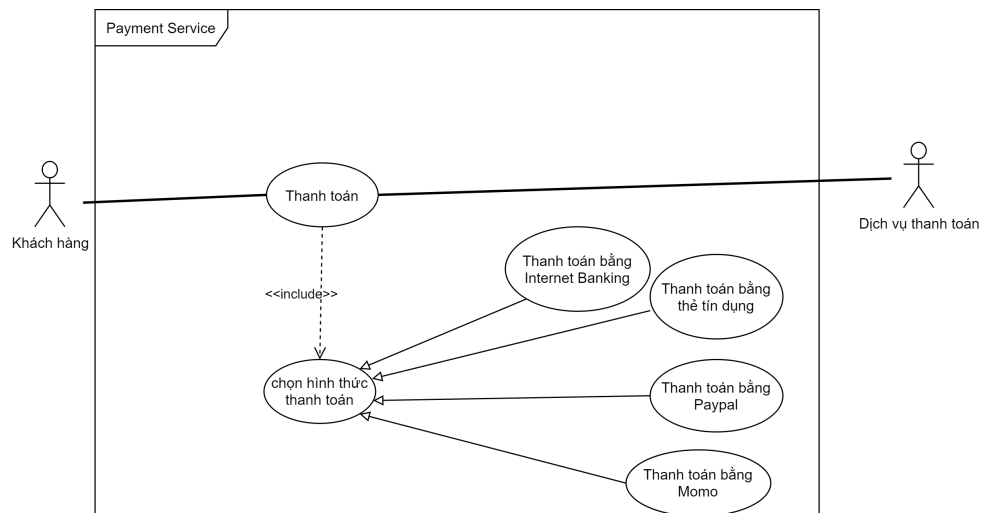 Payment Service
Thanh toán
Khách hàng
Dịch vụ thanh toán
Thanh toán bằng
Internet Banking
Thanh toán bằng
thẻ tín dụng
<<include>>
chọn hình thức
thanh toán
Thanh toán bằng
Paypal
Thanh toán bằng
Momo